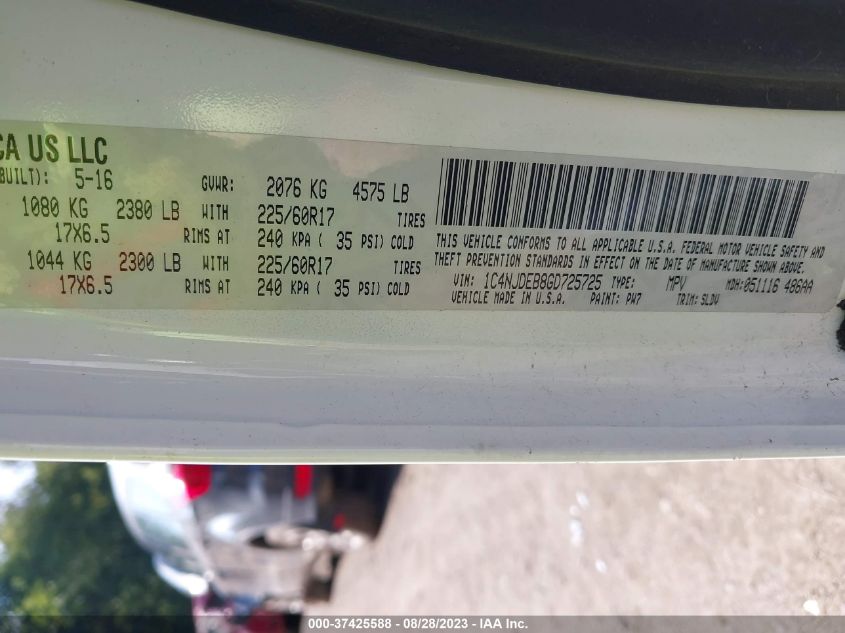 CA US LLC
BUILT): 5-16 GVWR: 2076 KG 4575 LB
1080 KG 2380 LB WITH 225/60R17 TIRES
17X6.5 RIMS AT 240 KPA ( 35 PSI) COLD
1044 KG 2300 LB WITH 225/60R17 TIRES
17X6.5 RIMS AT 240 KPA ( 35 PSI) COLD
THIS VEHICLE CONFORMS TO ALL APPLICABLE U.S.A. FEDERAL MOTOR VEHICLE SAFETY AND
THEFT PREVENTION STANDARDS IN EFFECT ON THE DATE OF MANUFACTURE SHOWN ABOVE.
VIN: 1C4NJDEB8GD725725 TYPE: MPV MDH:051116 486AA
VEHICLE MADE IN U.S.A. PAINT: PW7 TRIM: SLDV
000-37425588 - 08/28/2023 - IAA Inc.